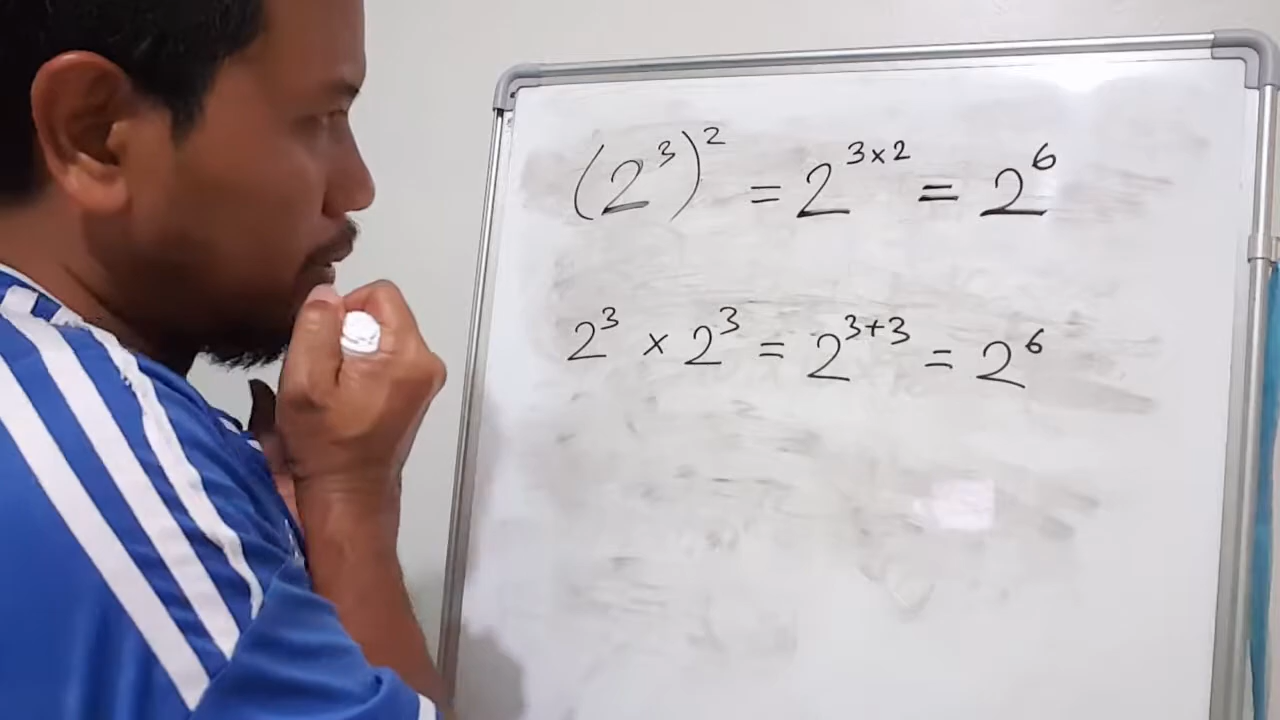 (2³)² = 2³ˣ² = 2⁶
2³ × 2³ = 2³⁺³ = 2⁶